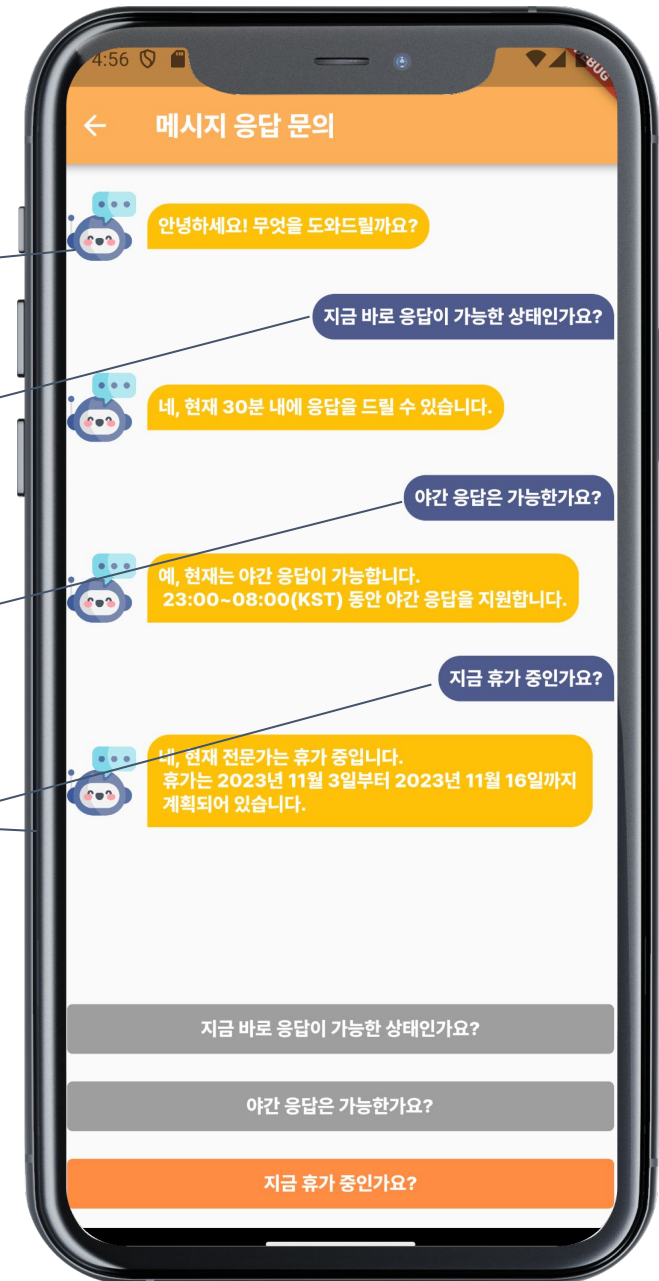 4:56
DEBUG
메시지 응답 문의
안녕하세요! 무엇을 도와드릴까요?
지금 바로 응답이 가능한 상태인가요?
네, 현재 30분 내에 응답을 드릴 수 있습니다.
야간 응답은 가능한가요?
예, 현재는 야간 응답이 가능합니다.
23:00~08:00(KST) 동안 야간 응답을 지원합니다.
지금 휴가 중인가요?
네, 현재 전문가는 휴가 중입니다.
휴가는 2023년 11월 3일부터 2023년 11월 16일까지
계획되어 있습니다.
지금 바로 응답이 가능한 상태인가요?
야간 응답은 가능한가요?
지금 휴가 중인가요?